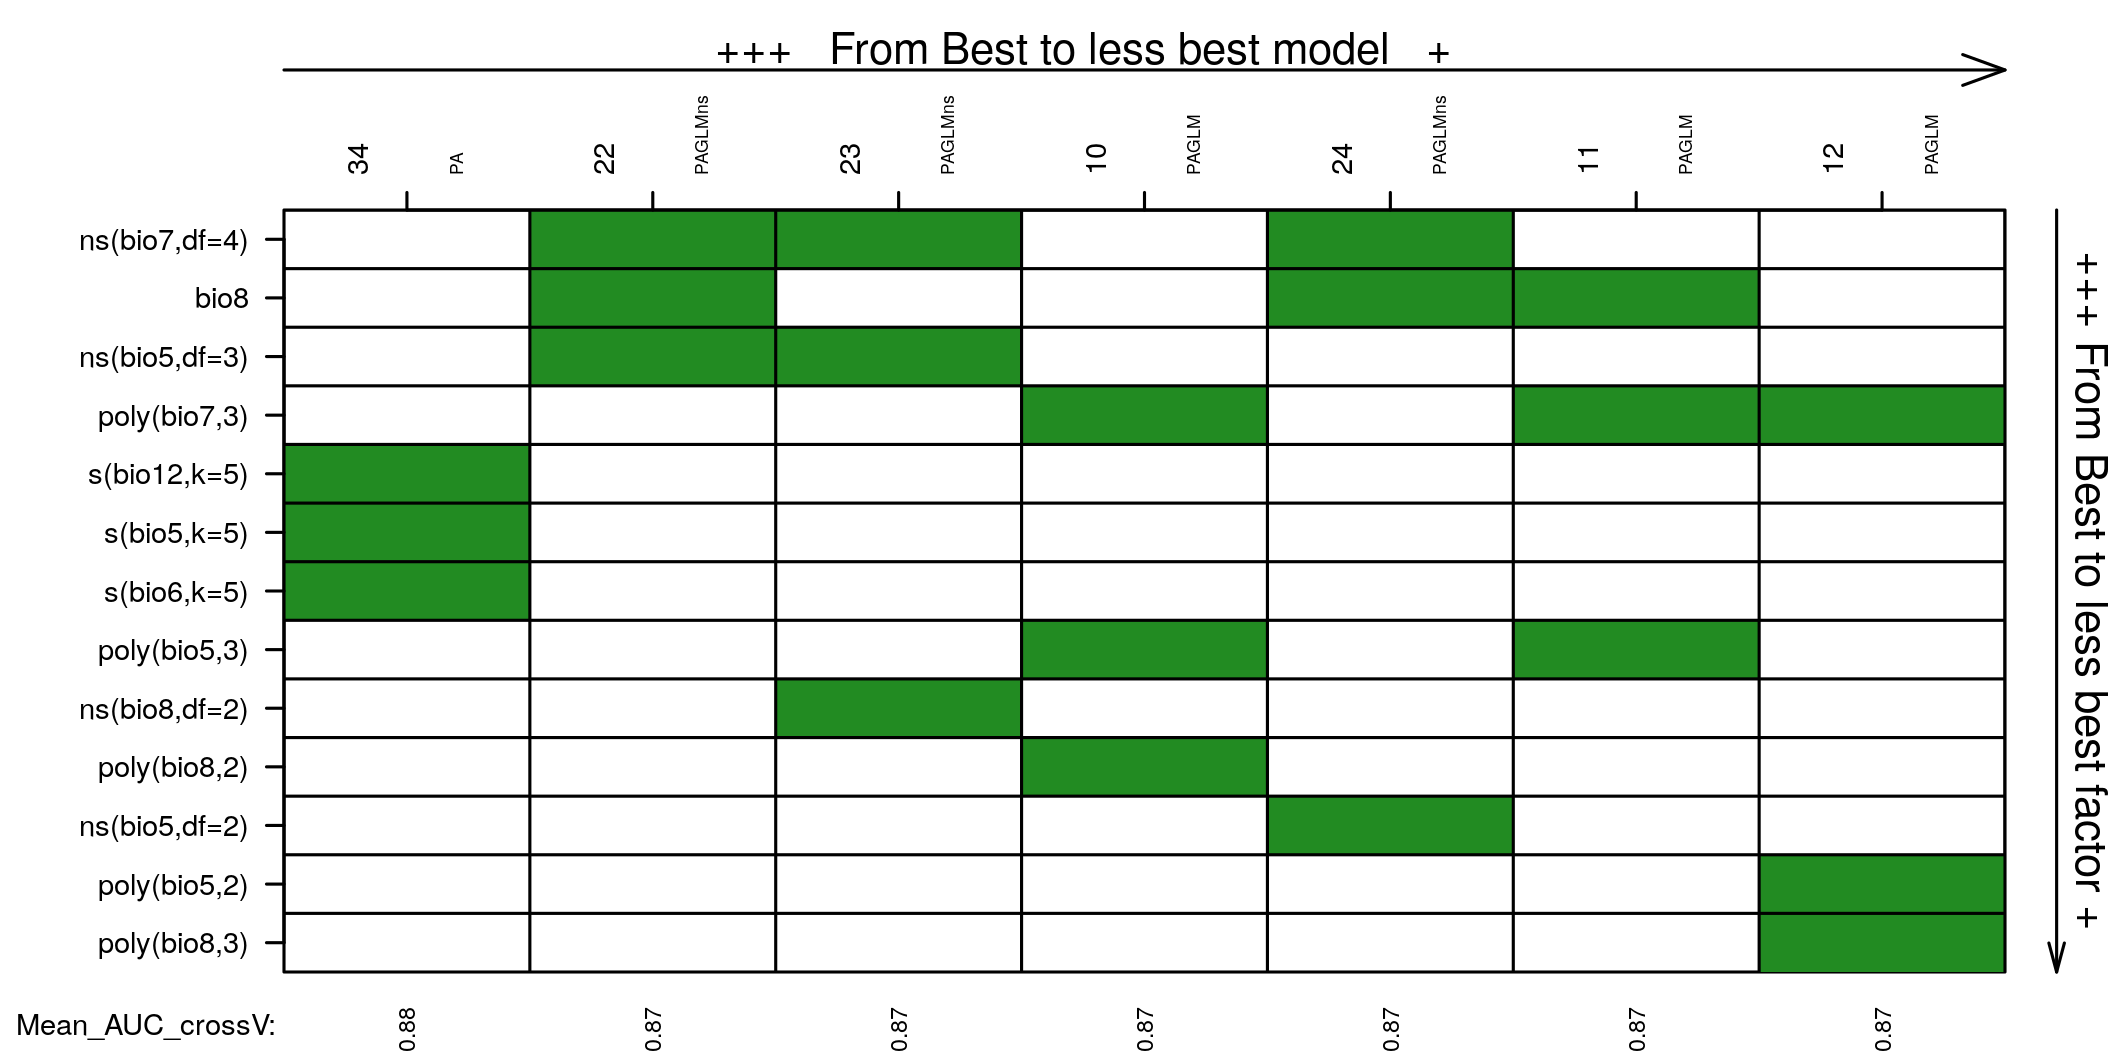 +++ From Best to less best model +
34 PA 22 PAGLMns 23 PAGLMns 10 PAGLM 24 PAGLMns 11 PAGLM 12 PAGLM
ns(bio7,df=4)
bio8
ns(bio5,df=3)
poly(bio7,3)
s(bio12,k=5)
s(bio5,k=5)
s(bio6,k=5)
poly(bio5,3)
ns(bio8,df=2)
poly(bio8,2)
ns(bio5,df=2)
poly(bio5,2)
poly(bio8,3)
+++ From Best to less best factor +
Mean_AUC_crossV: 0.88 0.87 0.87 0.87 0.87 0.87 0.87